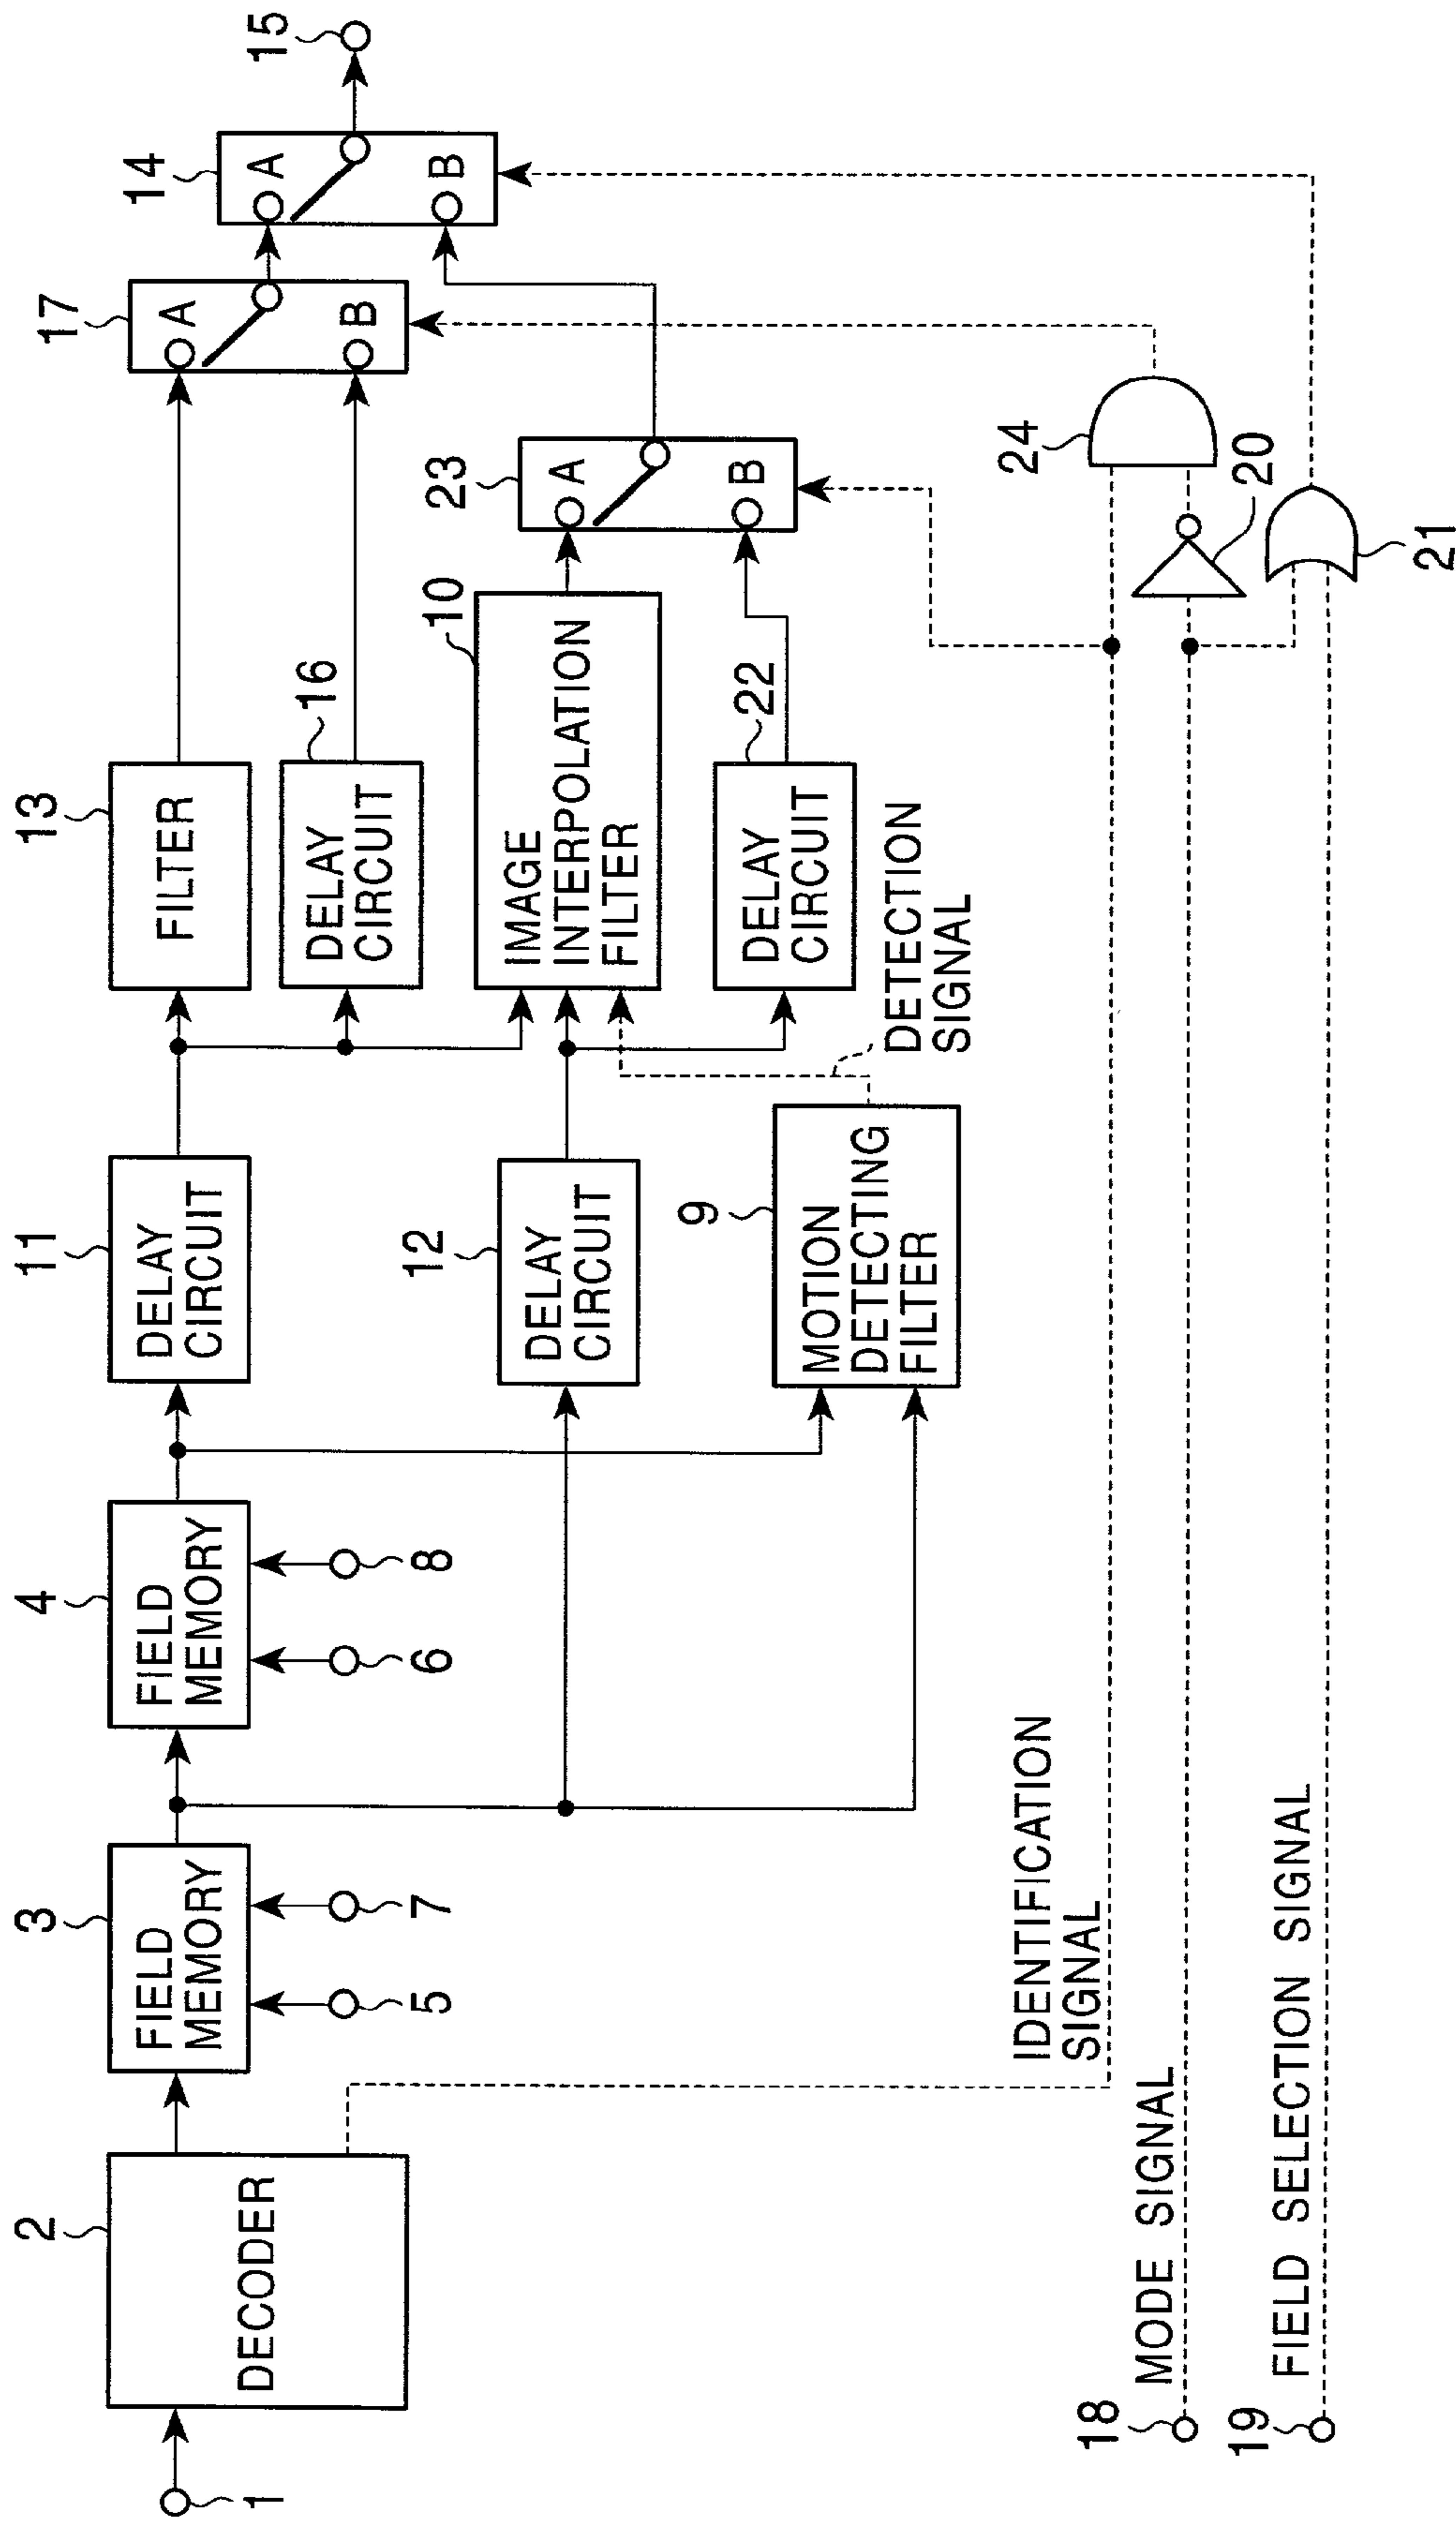 1
2
DECODER
3
FIELD
MEMORY
5
7
4
FIELD
MEMORY
6
8
11
DELAY
CIRCUIT
12
DELAY
CIRCUIT
9
MOTION
DETECTING
FILTER
13
FILTER
16
DELAY
CIRCUIT
10
IMAGE
INTERPOLATION
FILTER
22
DELAY
CIRCUIT
DETECTION
SIGNAL
17
A
B
23
A
B
14
A
B
15
IDENTIFICATION
SIGNAL
18
MODE SIGNAL
19
FIELD SELECTION SIGNAL
24
20
21